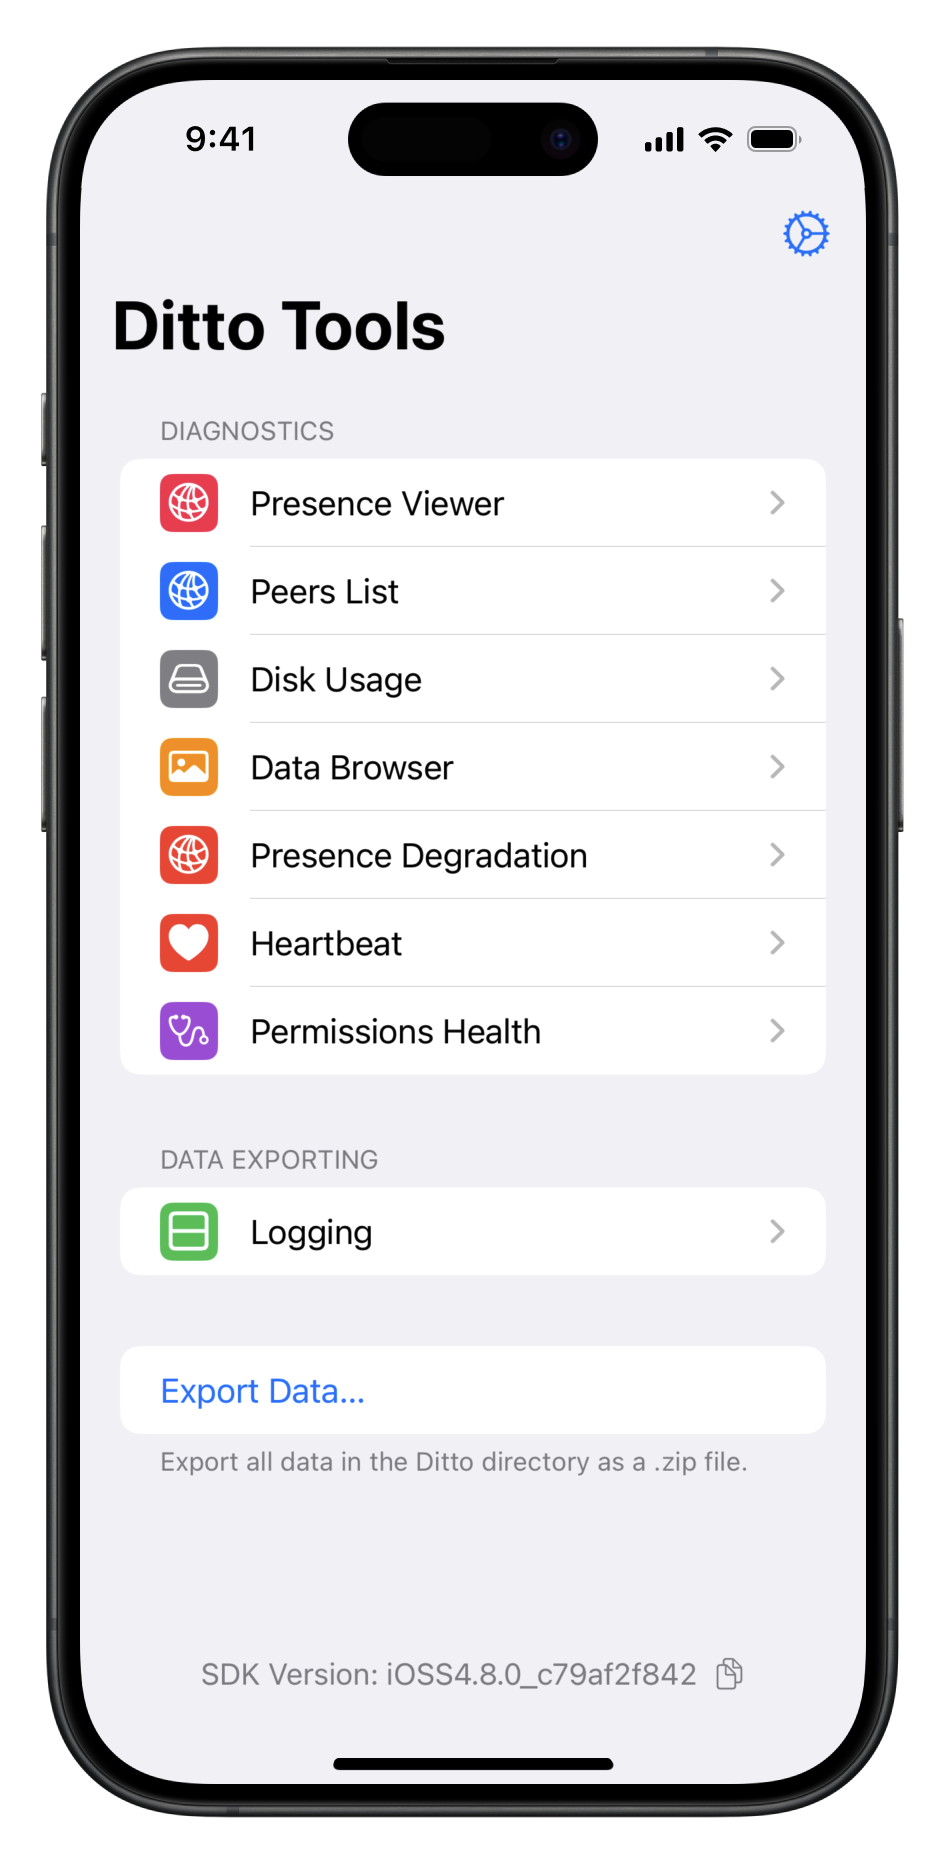 9:41
Ditto Tools
DIAGNOSTICS
Presence Viewer
Peers List
Disk Usage
Data Browser
Presence Degradation
Heartbeat
Permissions Health
DATA EXPORTING
Logging
Export Data...
Export all data in the Ditto directory as a .zip file.
SDK Version: iOSS4.8.0_c79af2f842